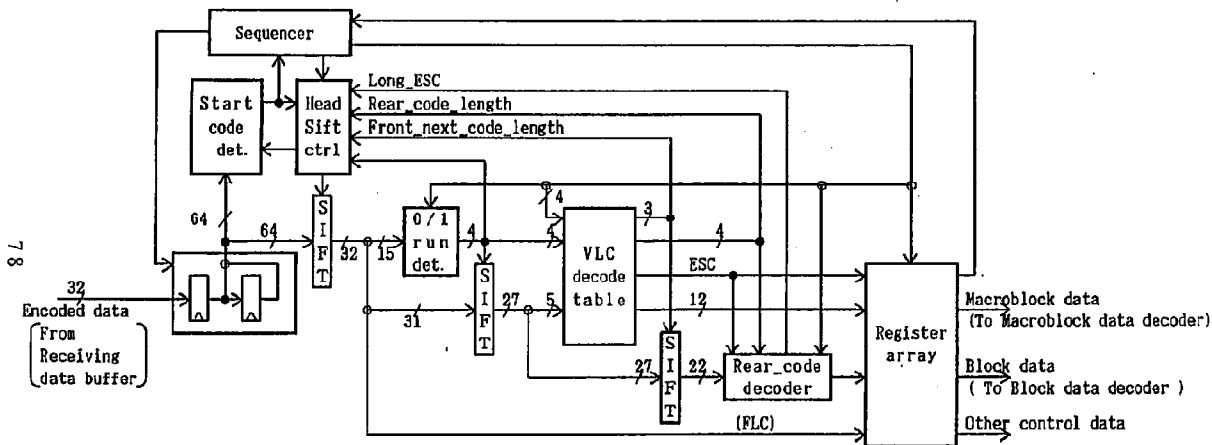 Sequencer
Long_ESC
Rear_code_length
Front_next_code_length
Start
code
det.
Head
Sift
ctrl
64
64
SIFT
32
15
0/1
run
det.
4
4
4
3
4
VLC
decode
table
ESC
12
SIFT
27
5
31
27
SIFT
22
Rear_code
decoder
(FLC)
Register
array
32
Encoded data
From
Receiving
data buffer
Macroblock data
(To Macroblock data decoder)
Block data
( To Block data decoder )
Other control data
78